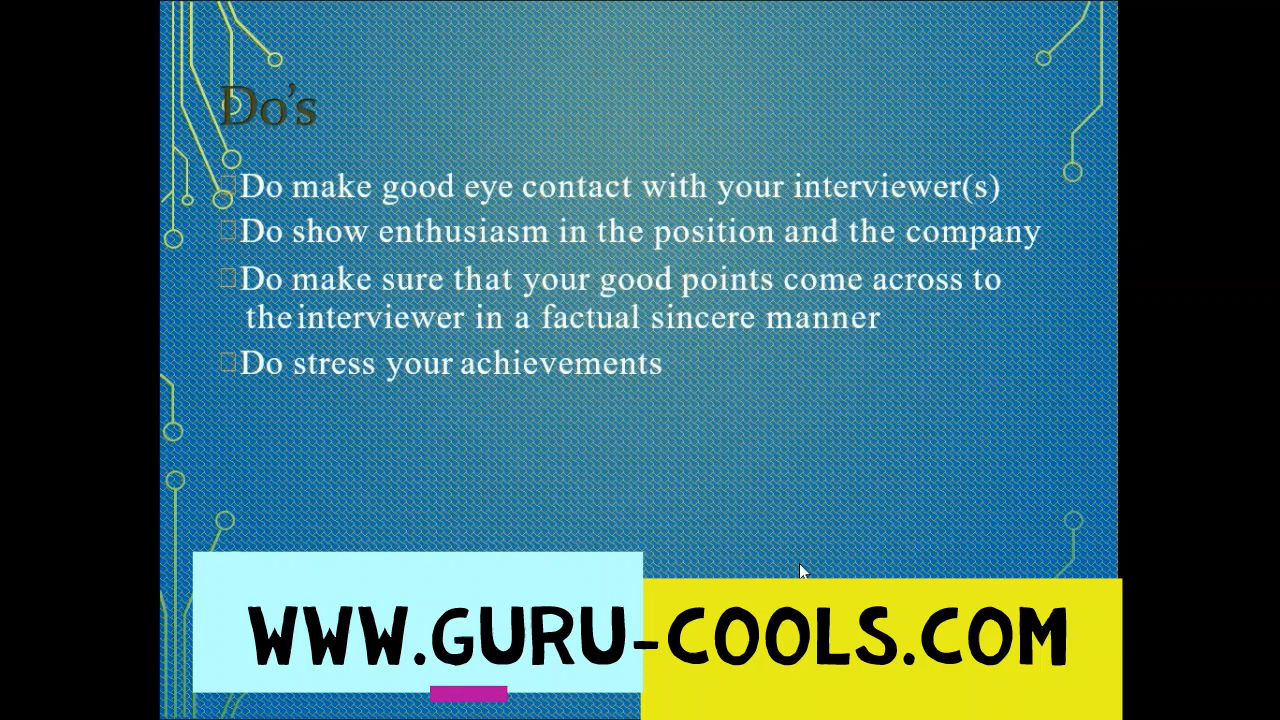 Do's
Do make good eye contact with your interviewer(s)
Do show enthusiasm in the position and the company
Do make sure that your good points come across to
the interviewer in a factual sincere manner
Do stress your achievements
WWW.GURU-COOLS.COM